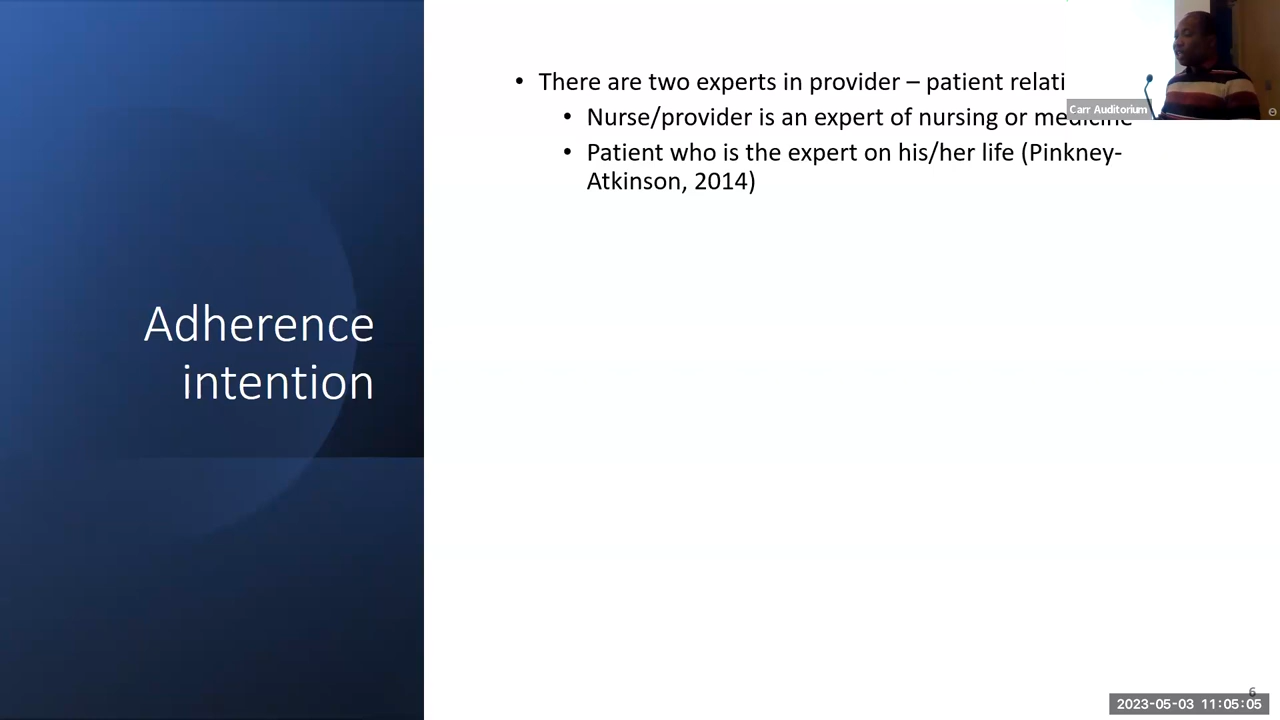 There are two experts in provider – patient relati
Nurse/provider is an expert of nursing or medicine
Patient who is the expert on his/her life (Pinkney-
Atkinson, 2014)
Adherence
intention
Carr Auditorium
6
2023-05-03 11:05:05